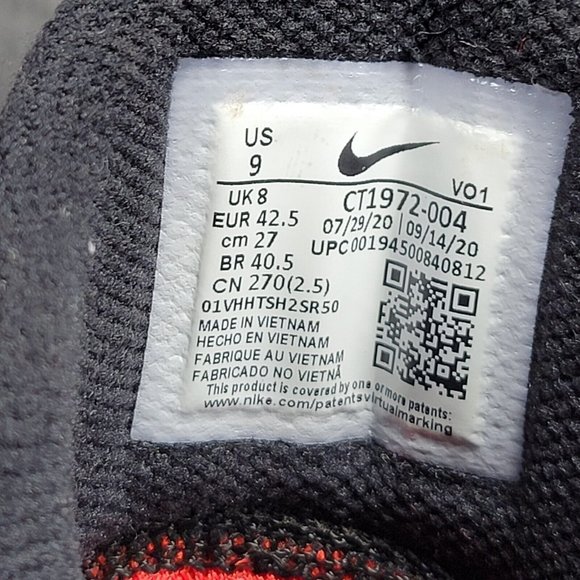 US
9
VO1
UK 8
CT1972-004
EUR 42.5
07/29/20 | 09/14/20
cm 27
UPC00194500840812
BR 40.5
CN 270(2.5)
01VHHTSH2SR50
MADE IN VIETNAM
HECHO EN VIETNAM
FABRIQUE AU VIETNAM
FABRICADO NO VIETNÃ
This product is covered by one or more patents:
www.nike.com/patentsvirtualmarking